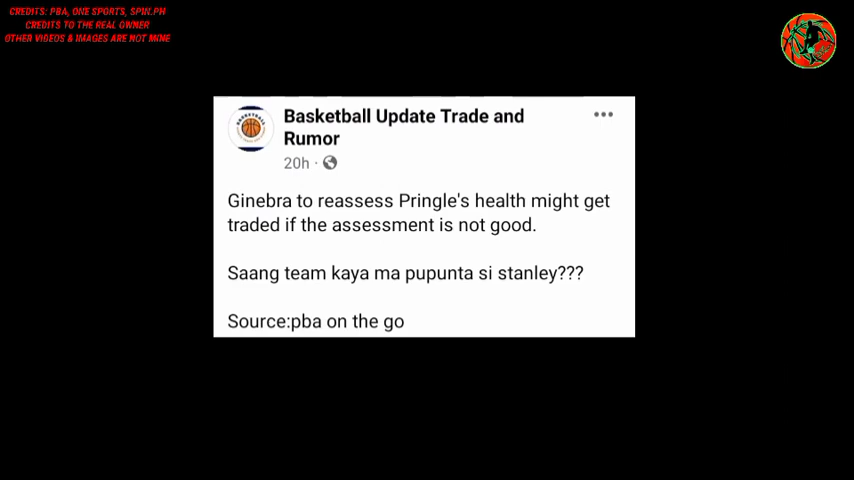 CREDITS: PBA, ONE SPORTS, SPIN.PH
CREDITS TO THE REAL OWNER
OTHER VIDEOS & IMAGES ARE NOT MINE
Basketball Update Trade and
Rumor
20h ·
Ginebra to reassess Pringle's health might get
traded if the assessment is not good.
Saang team kaya ma pupunta si stanley???
Source:pba on the go